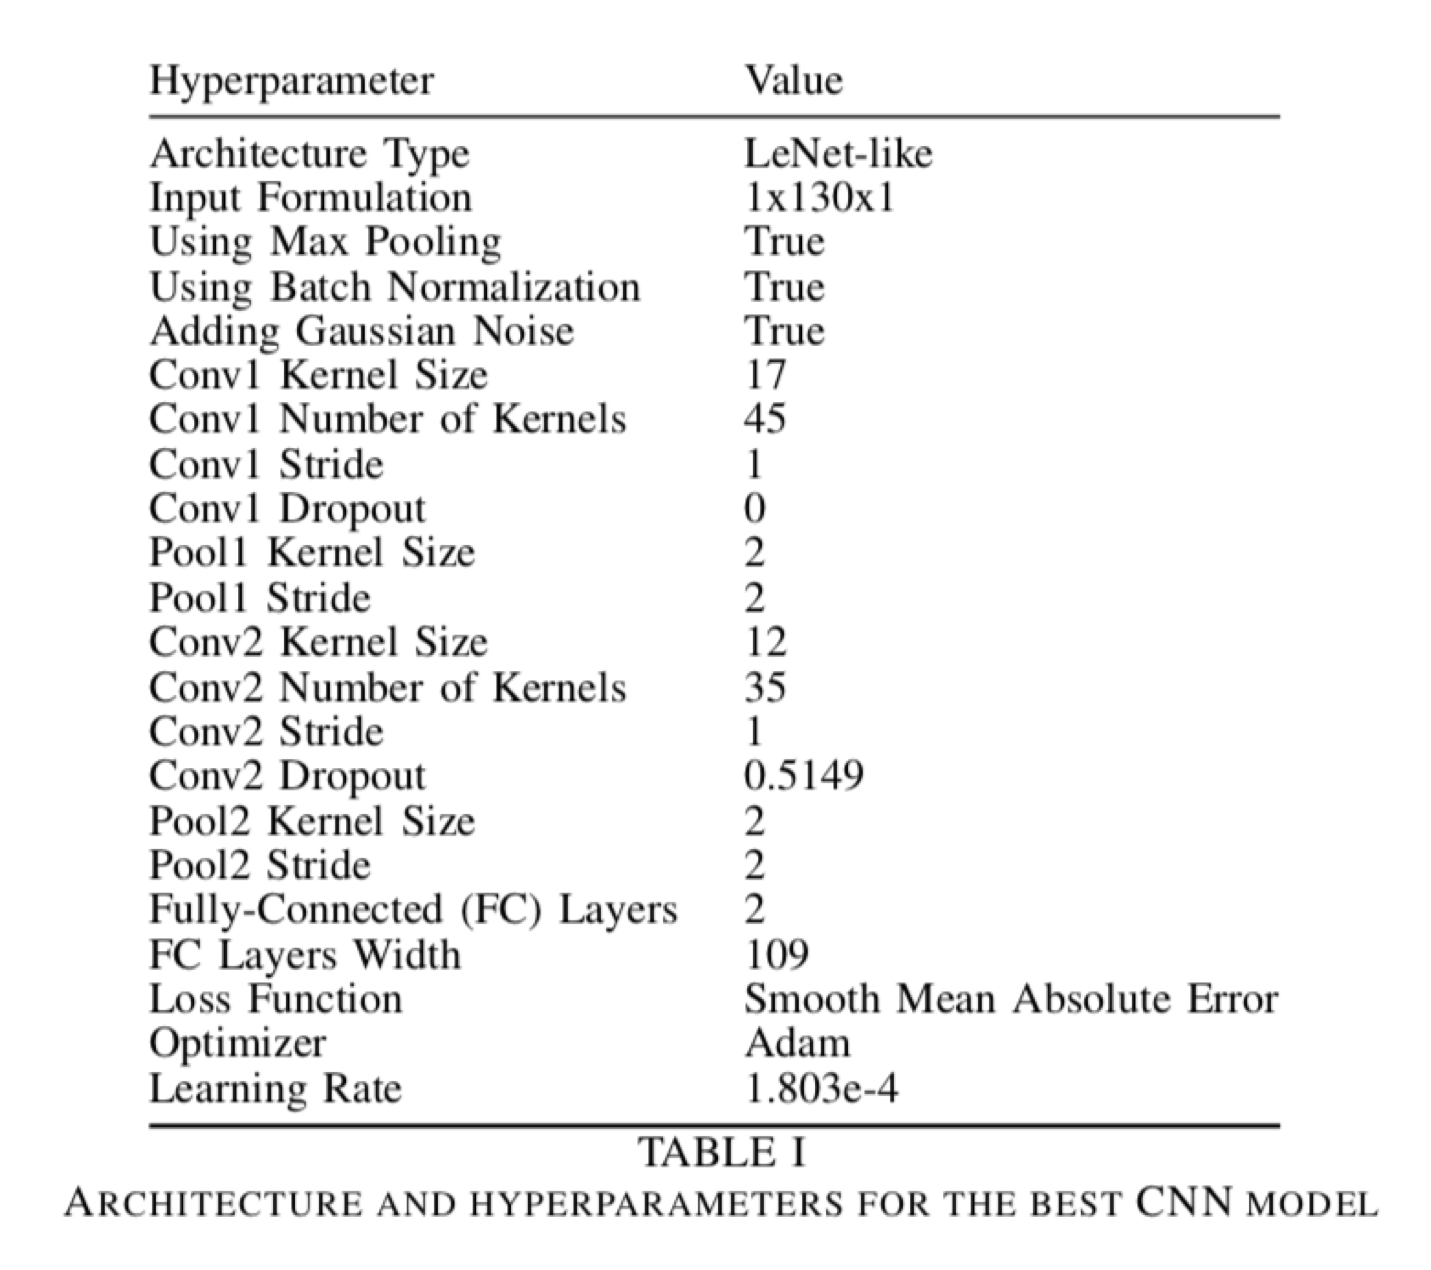 Hyperparameter Value
Architecture Type LeNet-like
Input Formulation 1x130x1
Using Max Pooling True
Using Batch Normalization True
Adding Gaussian Noise True
Conv1 Kernel Size 17
Conv1 Number of Kernels 45
Conv1 Stride 1
Conv1 Dropout 0
Pool1 Kernel Size 2
Pool1 Stride 2
Conv2 Kernel Size 12
Conv2 Number of Kernels 35
Conv2 Stride 1
Conv2 Dropout 0.5149
Pool2 Kernel Size 2
Pool2 Stride 2
Fully-Connected (FC) Layers 2
FC Layers Width 109
Loss Function Smooth Mean Absolute Error
Optimizer Adam
Learning Rate 1.803e-4
TABLE I
ARCHITECTURE AND HYPERPARAMETERS FOR THE BEST CNN MODEL